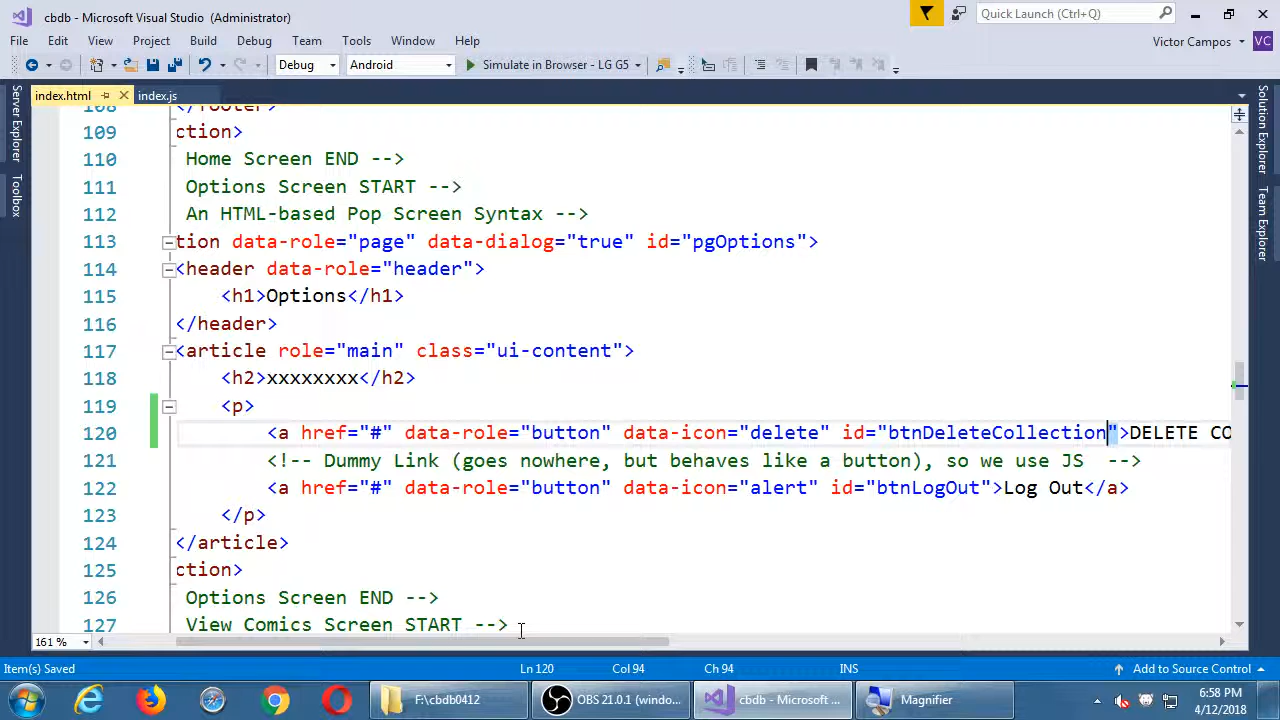 cbdb - Microsoft Visual Studio (Administrator)
Quick Launch (Ctrl+Q)
File Edit View Project Build Debug Team Tools Window Help
Victor Campos VC
Debug Android Simulate in Browser - LG G5
index.html index.js
Server Explorer
Toolbox
Solution Explorer
Team Explorer
108 </footer>
109 ction>
110 Home Screen END -->
111 Options Screen START -->
112 An HTML-based Pop Screen Syntax -->
113 tion data-role="page" data-dialog="true" id="pgOptions">
114 <header data-role="header">
115 <h1>Options</h1>
116 </header>
117 <article role="main" class="ui-content">
118 <h2>xxxxxxxx</h2>
119 <p>
120 <a href="#" data-role="button" data-icon="delete" id="btnDeleteCollection">DELETE CO
121 <!-- Dummy Link (goes nowhere, but behaves like a button), so we use JS  -->
122 <a href="#" data-role="button" data-icon="alert" id="btnLogOut">Log Out</a>
123 </p>
124 </article>
125 ction>
126 Options Screen END -->
127 View Comics Screen START -->
161 %
Item(s) Saved Ln 120 Col 94 Ch 94 INS Add to Source Control
F:\cbdb0412 OBS 21.0.1 (windo... cbdb - Microsoft ... Magnifier
6:58 PM
4/12/2018